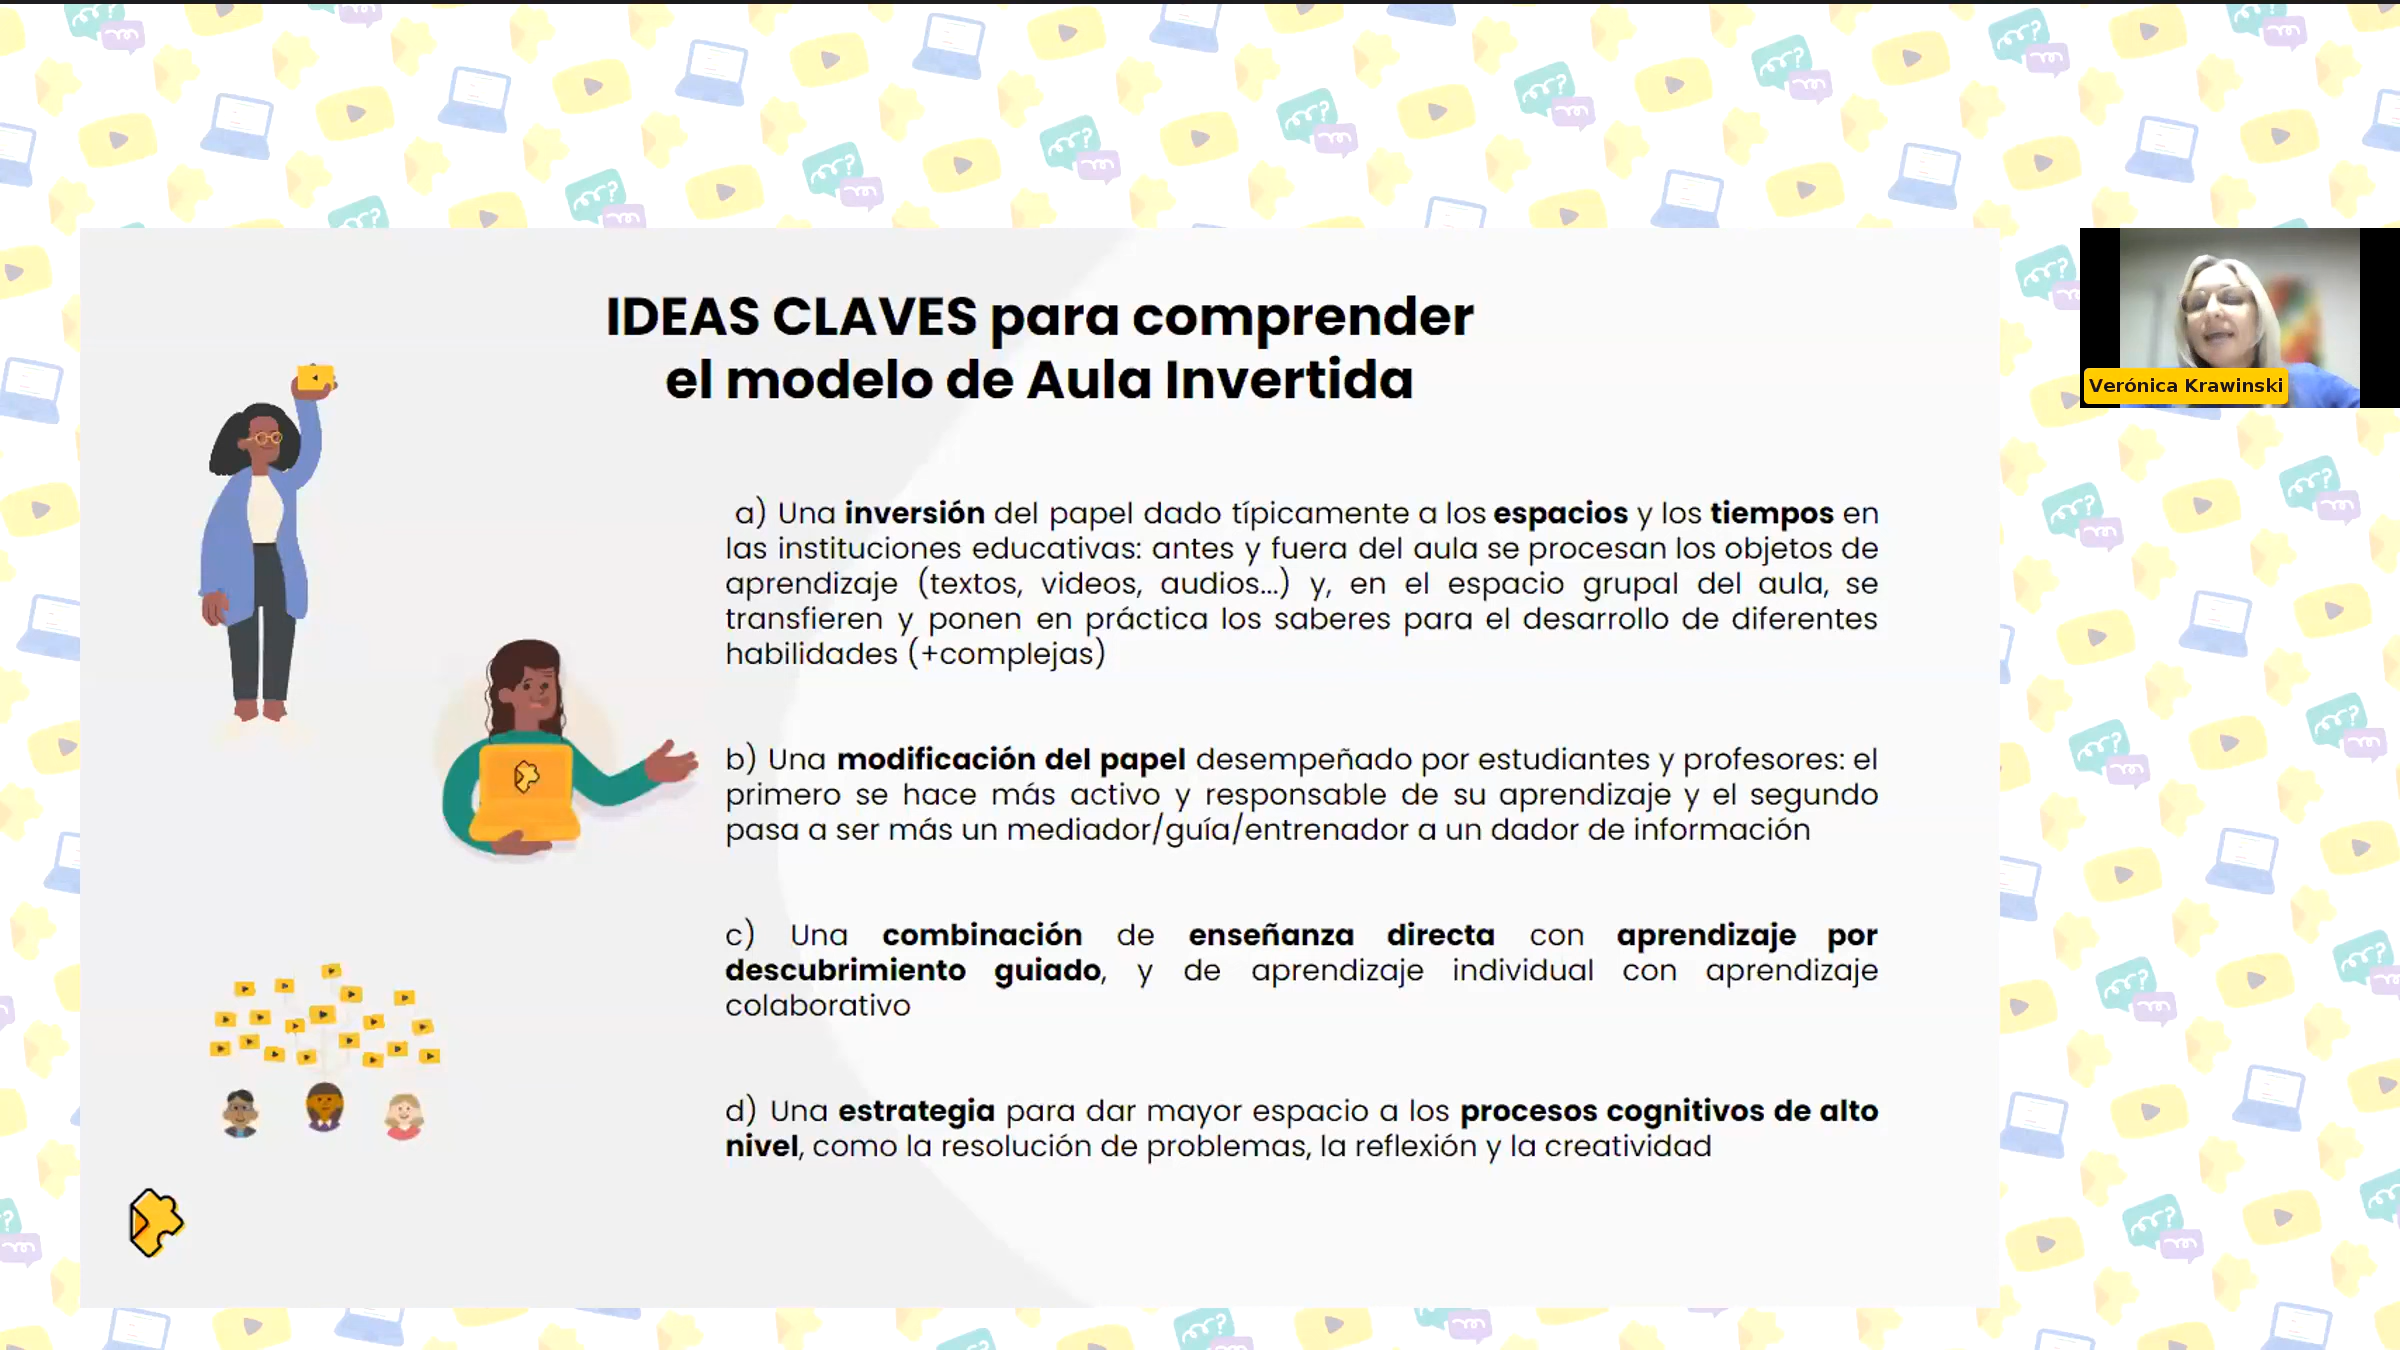 IDEAS CLAVES para comprender
el modelo de Aula Invertida
Verónica Krawinski
a) Una inversión del papel dado típicamente a los espacios y los tiempos en
las instituciones educativas: antes y fuera del aula se procesan los objetos de
aprendizaje (textos, videos, audios...) y, en el espacio grupal del aula, se
transfieren y ponen en práctica los saberes para el desarrollo de diferentes
habilidades (+complejas)
b) Una modificación del papel desempeñado por estudiantes y profesores: el
primero se hace más activo y responsable de su aprendizaje y el segundo
pasa a ser más un mediador/guía/entrenador a un dador de información
c) Una combinación de enseñanza directa con aprendizaje por
descubrimiento guiado, y de aprendizaje individual con aprendizaje
colaborativo
d) Una estrategia para dar mayor espacio a los procesos cognitivos de alto
nivel, como la resolución de problemas, la reflexión y la creatividad